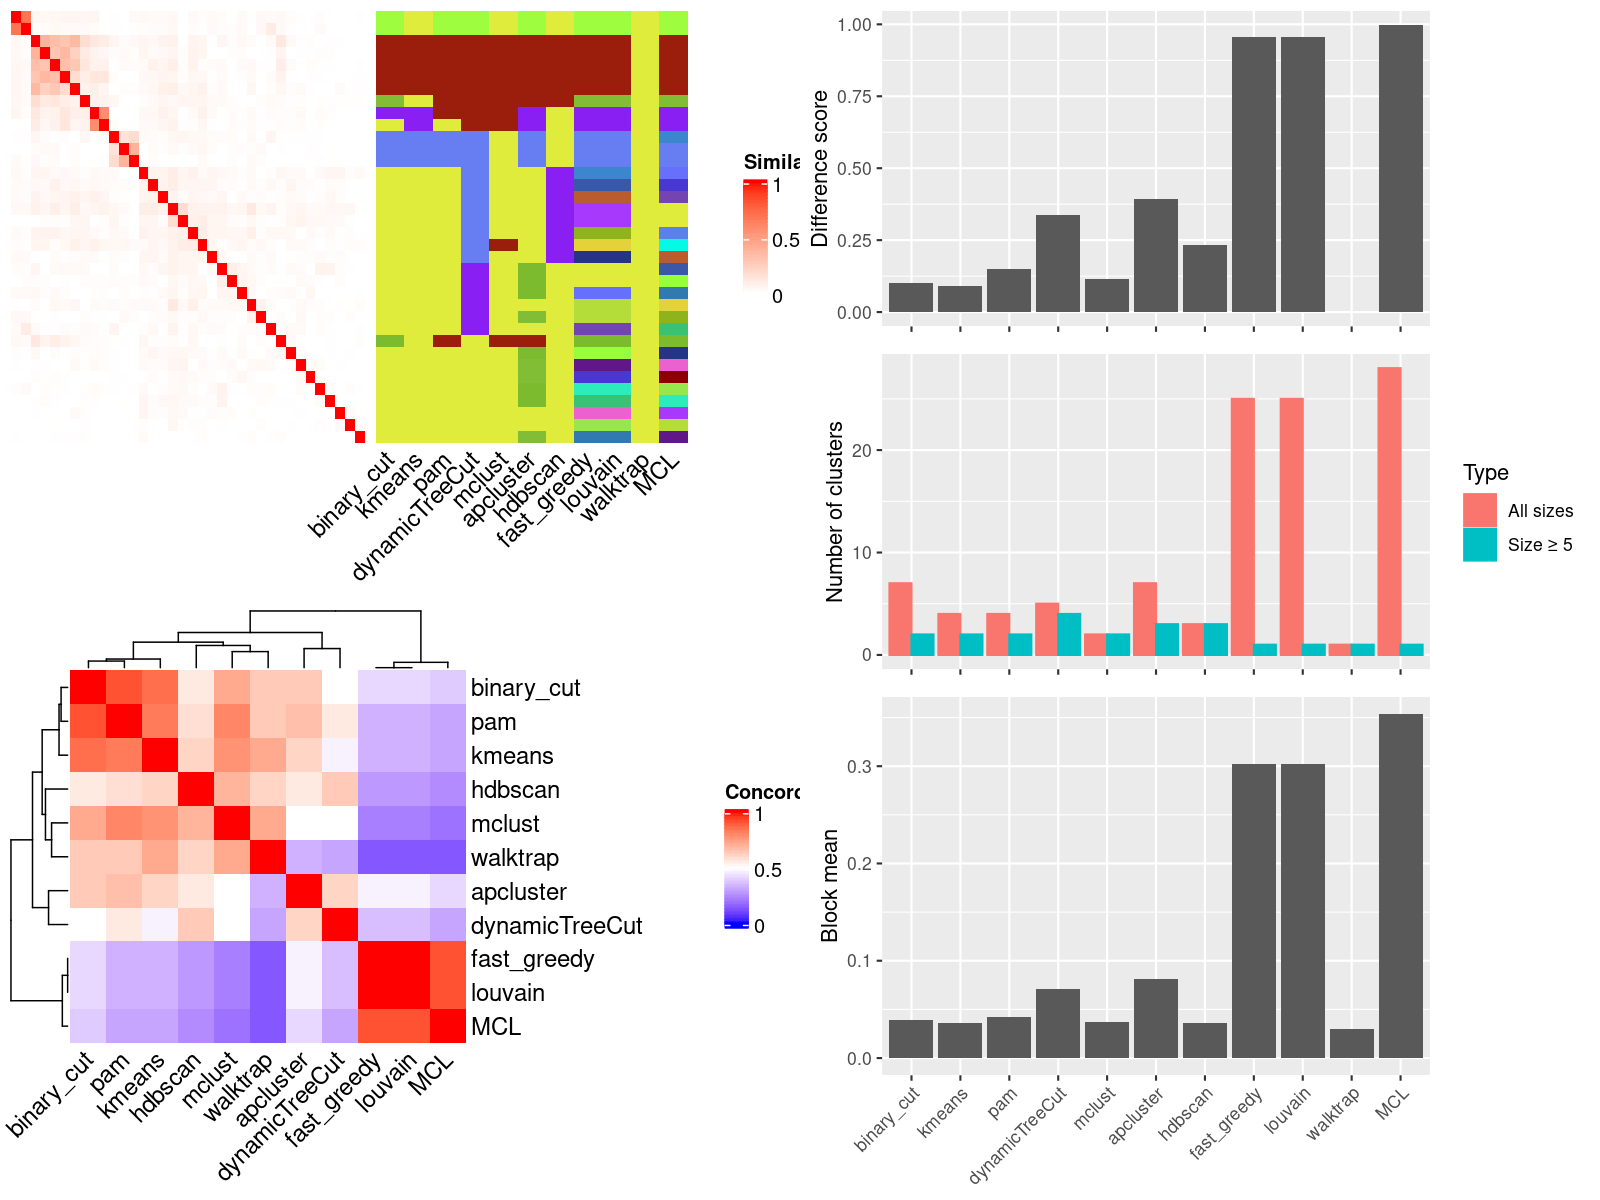 Simila
1
0.5
0
binary_cut
kmeans
pam
dynamicTreeCut
mclust
apcluster
hdbscan
fast_greedy
louvain
walktrap
MCL
binary_cut
pam
kmeans
hdbscan
mclust
walktrap
apcluster
dynamicTreeCut
fast_greedy
louvain
MCL
binary_cut
pam
kmeans
hdbscan
mclust
walktrap
apcluster
dynamicTreeCut
fast_greedy
louvain
MCL
Concord
1
0.5
0
Difference score
1.00
0.75
0.50
0.25
0.00
Number of clusters
20
10
0
Type
All sizes
Size ≥ 5
Block mean
0.3
0.2
0.1
0.0
binary_cut
kmeans
pam
dynamicTreeCut
mclust
apcluster
hdbscan
fast_greedy
louvain
walktrap
MCL